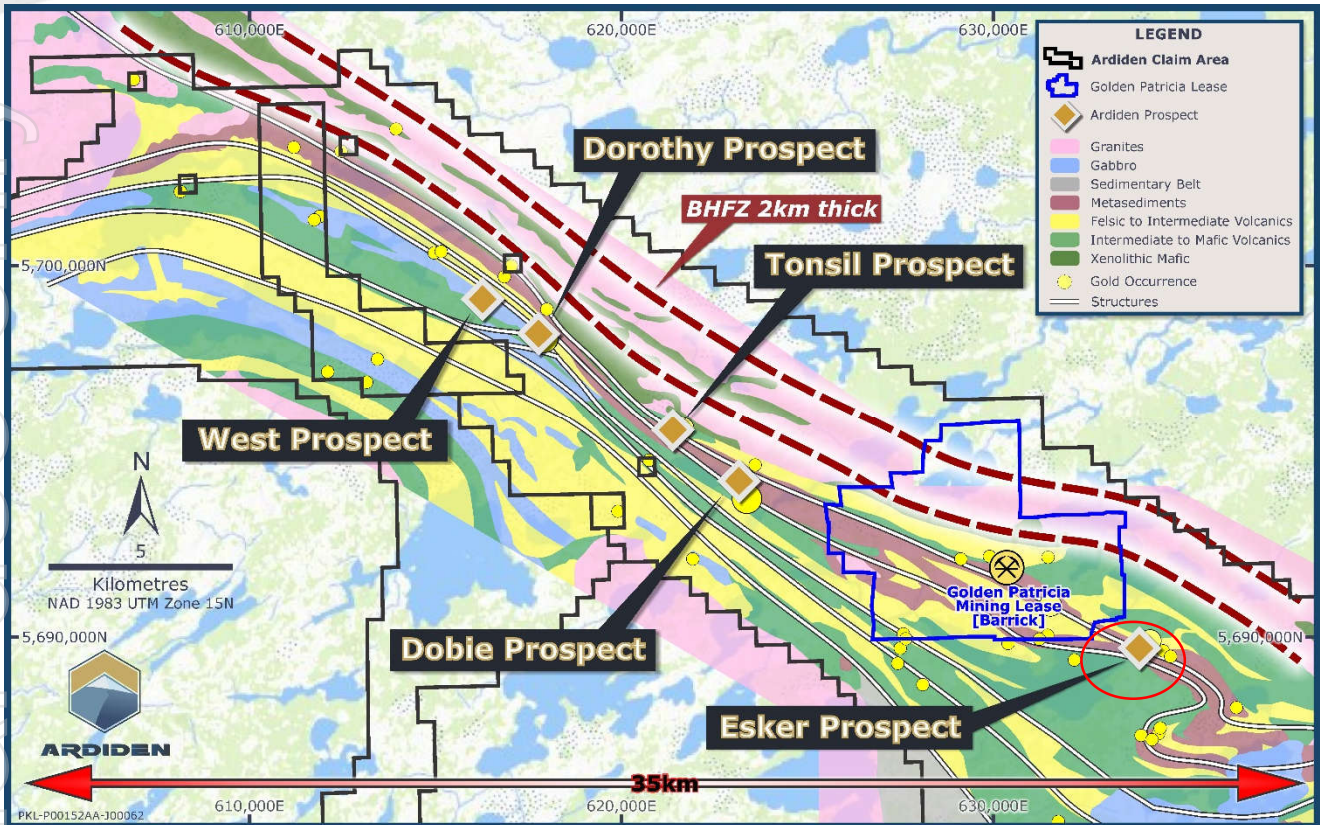 610,000E
620,000E
630,000E
LEGEND
Ardiden Claim Area
Golden Patricia Lease
Ardiden Prospect
Granites
Gabbro
Sedimentary Belt
Metasediments
Felsic to Intermediate Volcanics
Intermediate to Mafic Volcanics
Xenolithic Mafic
Gold Occurrence
Structures
Dorothy Prospect
BHFZ 2km thick
Tonsil Prospect
5,700,000N
West Prospect
N
5
Kilometres
NAD 1983 UTM Zone 15N
Golden Patricia
Mining Lease
[Barrick]
5,690,000N
5,690,000N
Dobie Prospect
Esker Prospect
ARDIDEN
35km
610,000E
620,000E
630,000E
PKL-P00152AA-J00062